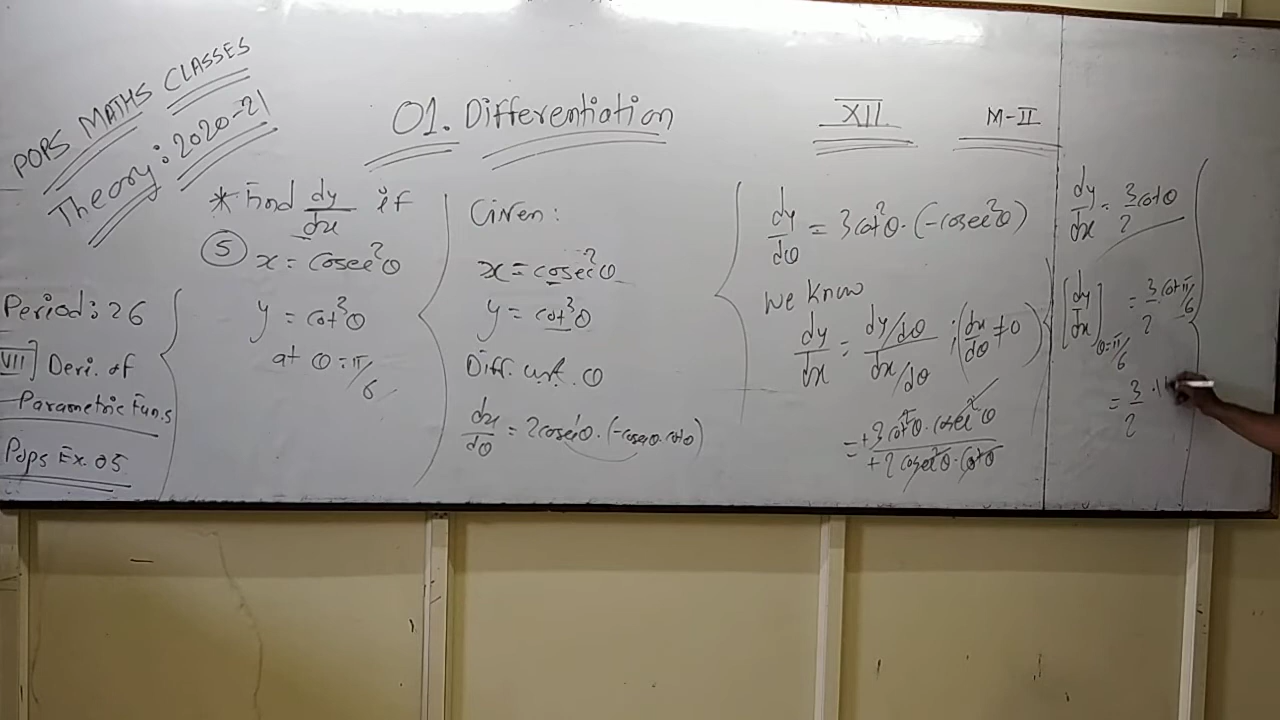 POPS MATHS CLASSES
Theory: 2020-21
01. Differentiation
XII
M-II
Period: 26
VII] Deri. of
Parametric Fun.s
Pops Ex. 05
* Find dy/dx if
⑤ x = cosec²θ
y = cot³θ
at θ = π/6
Given:
x = cosec²θ
y = cot³θ
Diff. w.r.t. θ
dx/dθ = 2cosecθ·(-cosecθ.cotθ)
dy/dθ = 3cot²θ·(-cosec²θ)
we know
dy/dx = dy/dθ / dx/dθ ; (dx/dθ ≠ 0)
= +3cot²θ·cosec²θ / +2cosec²θ·cotθ
dy/dx = 3cotθ/2
[dy/dx]θ=π/6 = 3/2·cotπ/6
= 3/2 ·